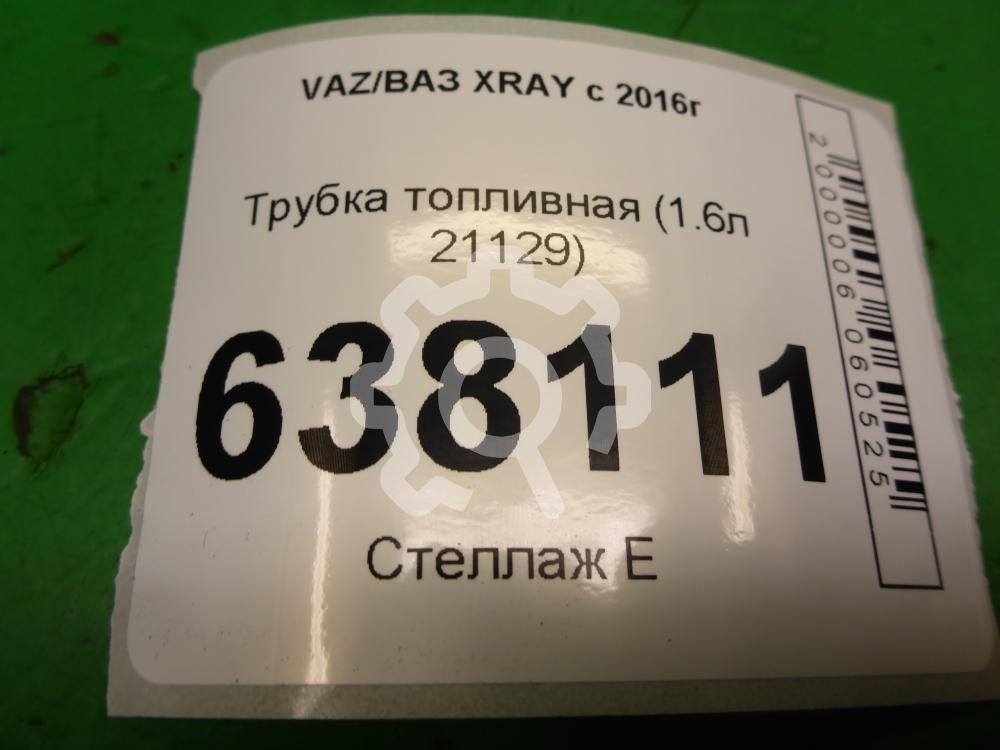 VAZ/ВАЗ XRAY с 2016г
Трубка топливная (1.6л
21129)
638111
Стеллаж Е
2000006060525